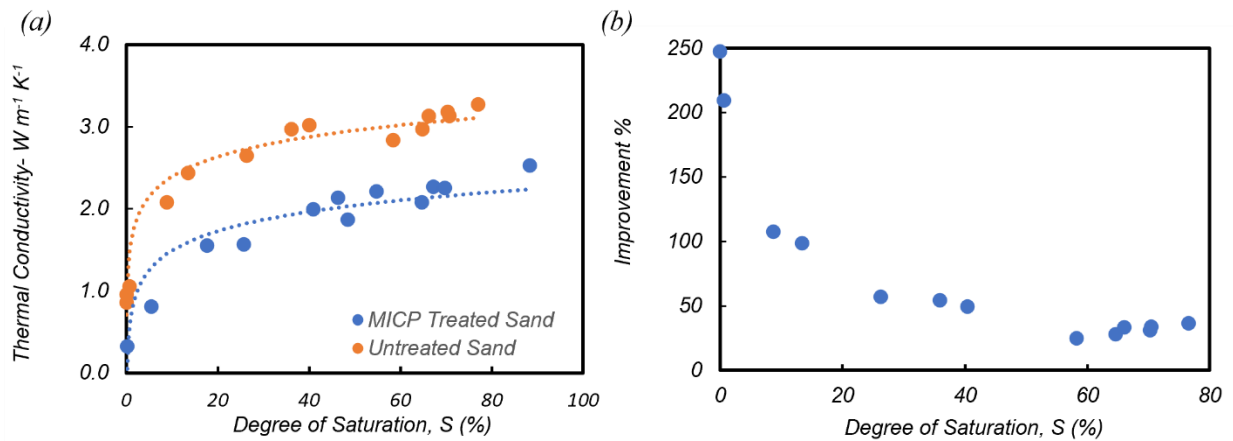 (a)
Thermal Conductivity- W m⁻¹ K⁻¹
4.0
3.0
2.0
1.0
0.0
MICP Treated Sand
Untreated Sand
0 20 40 60 80 100
Degree of Saturation, S (%)
(b)
Improvement %
250
200
150
100
50
0
0 20 40 60 80
Degree of Saturation, S (%)